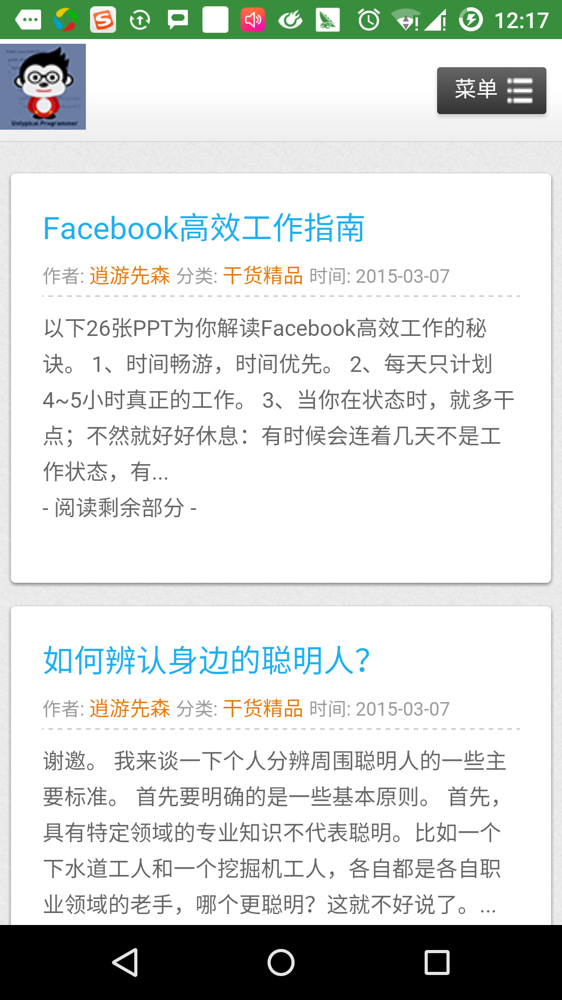 12:17
Untypical Programmer
菜单
Facebook高效工作指南
作者: 逍游先森 分类: 干货精品 时间: 2015-03-07
以下26张PPT为你解读Facebook高效工作的秘
诀。 1、时间畅游，时间优先。 2、每天只计划
4~5小时真正的工作。 3、当你在状态时，就多干
点；不然就好好休息：有时候会连着几天不是工
作状态，有...
- 阅读剩余部分 -
如何辨认身边的聪明人？
作者: 逍游先森 分类: 干货精品 时间: 2015-03-07
谢邀。 我来谈一下个人分辨周围聪明人的一些主
要标准。 首先要明确的是一些基本原则。 首先，
具有特定领域的专业知识不代表聪明。比如一个
下水道工人和一个挖掘机工人，各自都是各自职
业领域的老手，哪个更聪明？这就不好说了。...